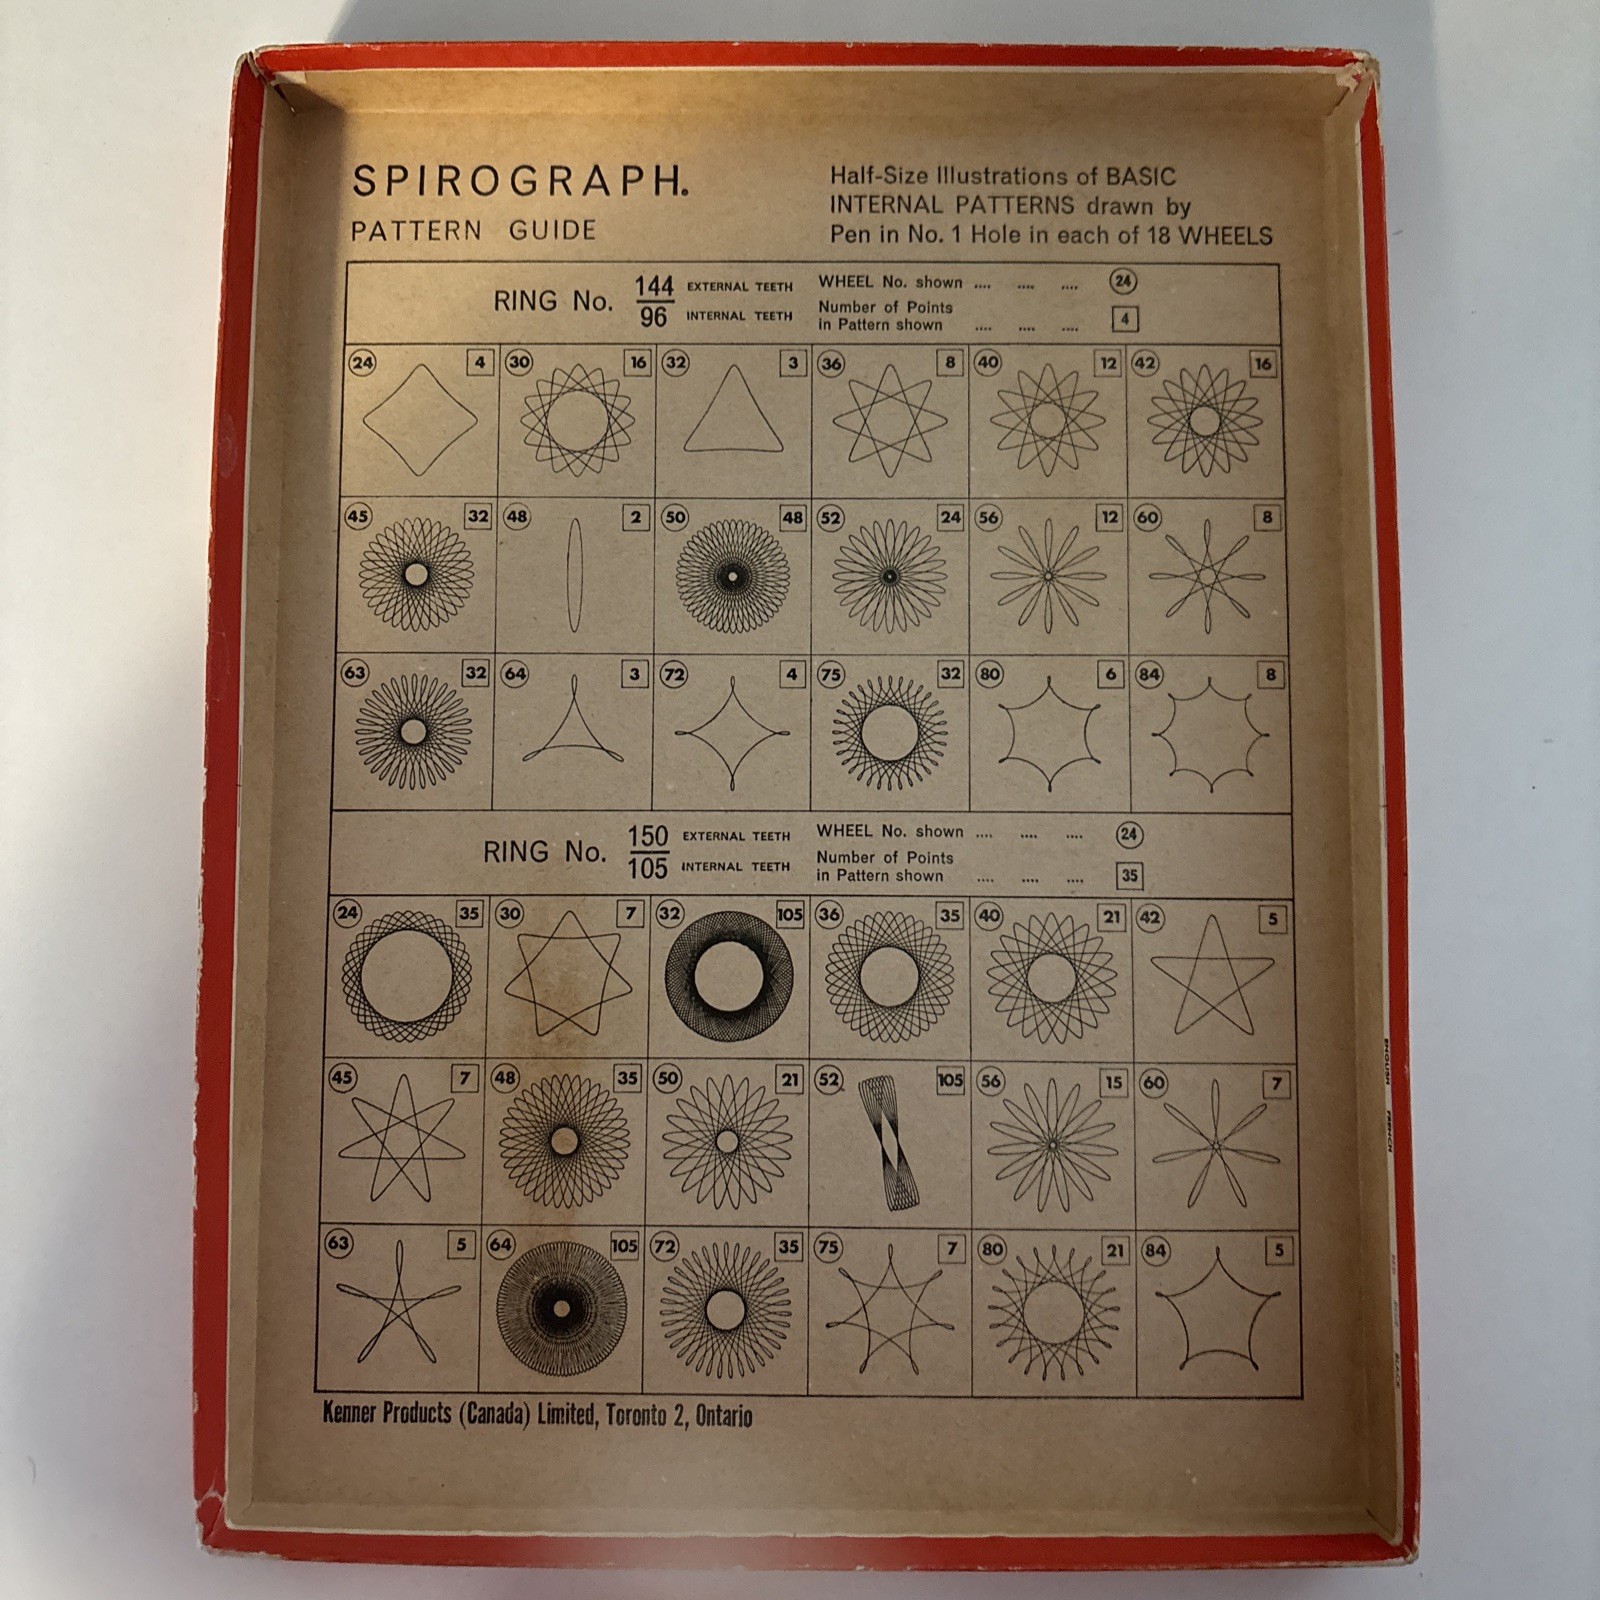 SPIROGRAPH.
PATTERN GUIDE
Half-Size Illustrations of BASIC
INTERNAL PATTERNS drawn by
Pen in No. 1 Hole in each of 18 WHEELS
RING No. 144 EXTERNAL TEETH
96 INTERNAL TEETH
WHEEL No. shown .... .... .... 24
Number of Points
in Pattern shown .... .... .... 4
24 4 30 16 32 3 36 8 40 12 42 16
45 32 48 2 50 48 52 24 56 12 60 8
63 32 64 3 72 4 75 32 80 6 84 8
RING No. 150 EXTERNAL TEETH
105 INTERNAL TEETH
WHEEL No. shown .... .... .... 24
Number of Points
in Pattern shown .... .... .... 35
24 35 30 7 32 105 36 35 40 21 42 5
45 7 48 35 50 21 52 105 56 15 60 7
63 5 64 105 72 35 75 7 80 21 84 5
Kenner Products (Canada) Limited, Toronto 2, Ontario
ENGLISH FRENCH
BLACK